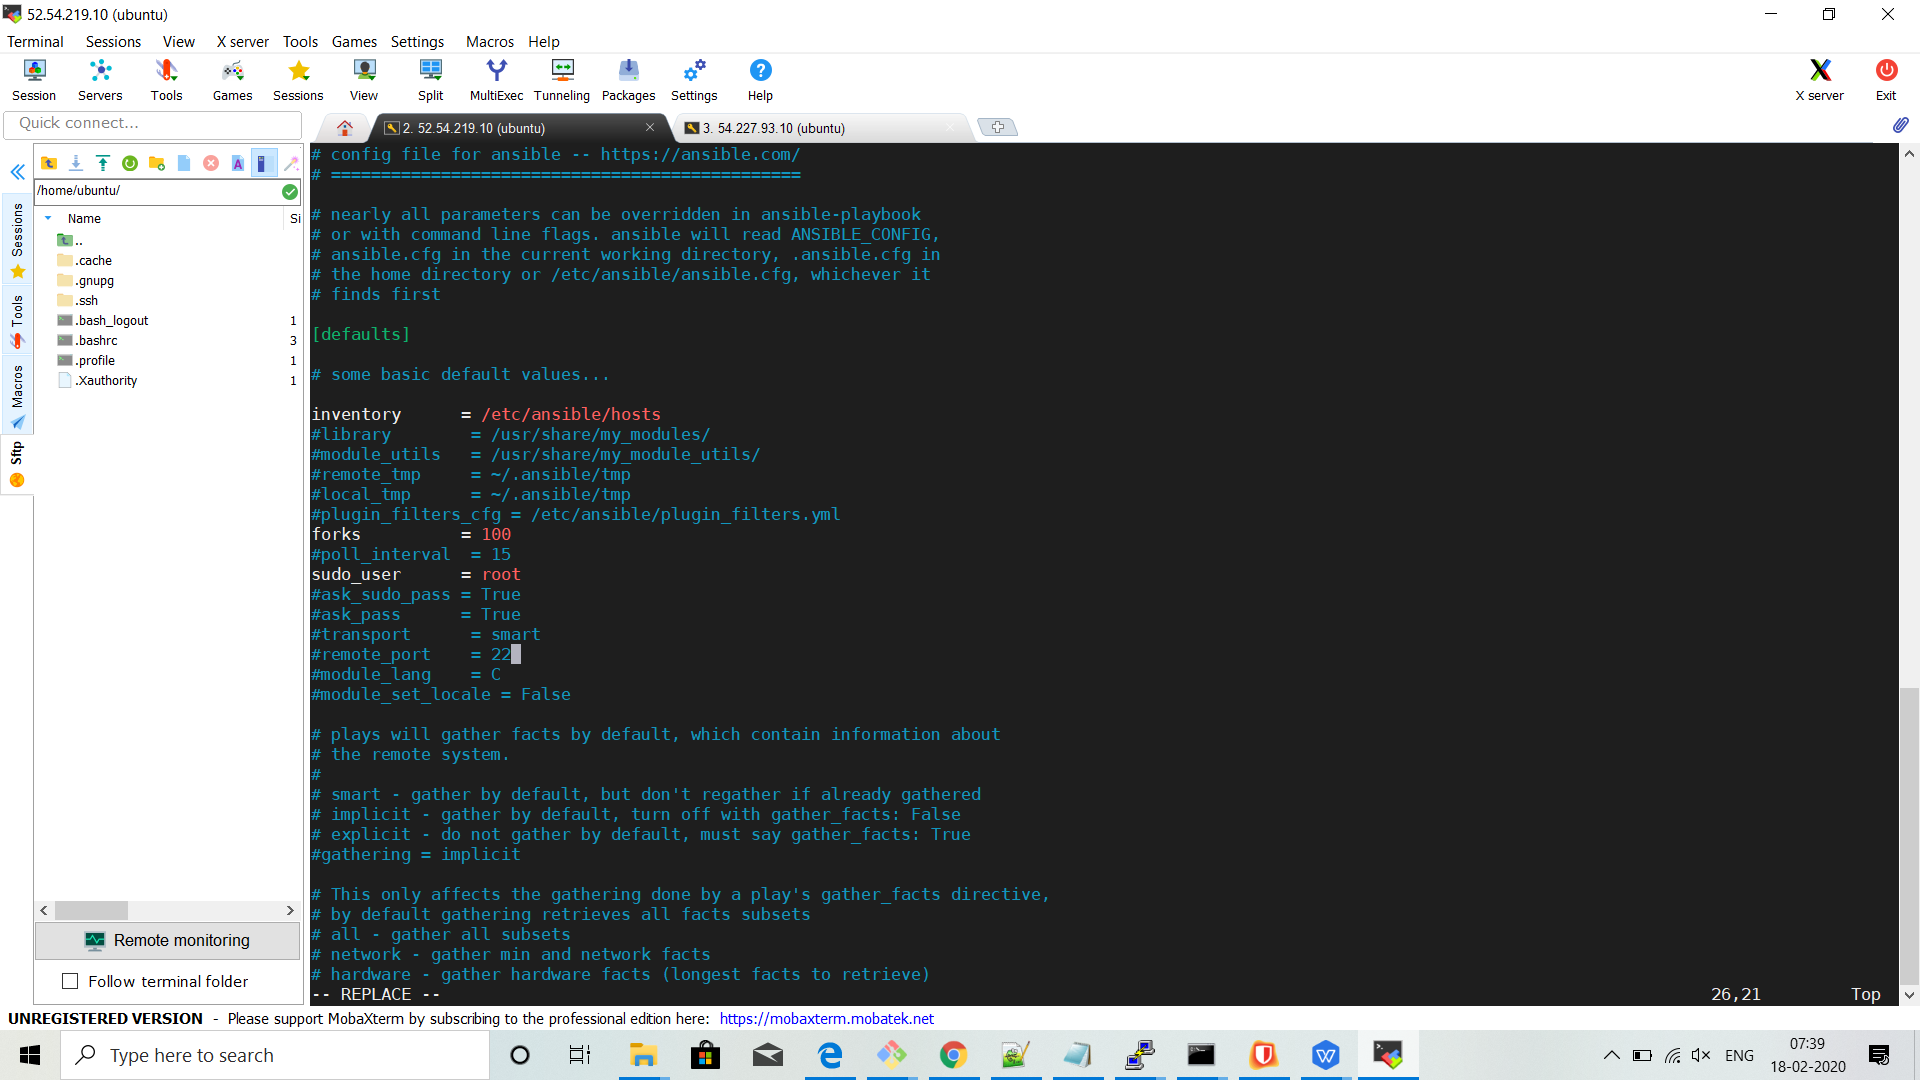 52.54.219.10 (ubuntu)
Terminal Sessions View X server Tools Games Settings Macros Help
Session Servers Tools Games Sessions View Split MultiExec Tunneling Packages Settings Help X server Exit
Quick connect...
2. 52.54.219.10 (ubuntu)
3. 54.227.93.10 (ubuntu)
/home/ubuntu/
Name Si
..
.cache
.gnupg
.ssh
.bash_logout 1
.bashrc 3
.profile 1
.Xauthority 1
Sessions
Tools
Macros
Sftp
Remote monitoring
Follow terminal folder
# config file for ansible -- https://ansible.com/
# ===============================================
# nearly all parameters can be overridden in ansible-playbook
# or with command line flags. ansible will read ANSIBLE_CONFIG,
# ansible.cfg in the current working directory, .ansible.cfg in
# the home directory or /etc/ansible/ansible.cfg, whichever it
# finds first
[defaults]
# some basic default values...
inventory      = /etc/ansible/hosts
#library        = /usr/share/my_modules/
#module_utils   = /usr/share/my_module_utils/
#remote_tmp     = ~/.ansible/tmp
#local_tmp      = ~/.ansible/tmp
#plugin_filters_cfg = /etc/ansible/plugin_filters.yml
forks          = 100
#poll_interval  = 15
sudo_user      = root
#ask_sudo_pass = True
#ask_pass      = True
#transport      = smart
#remote_port    = 22
#module_lang    = C
#module_set_locale = False
# plays will gather facts by default, which contain information about
# the remote system.
#
# smart - gather by default, but don't regather if already gathered
# implicit - gather by default, turn off with gather_facts: False
# explicit - do not gather by default, must say gather_facts: True
#gathering = implicit
# This only affects the gathering done by a play's gather_facts directive,
# by default gathering retrieves all facts subsets
# all - gather all subsets
# network - gather min and network facts
# hardware - gather hardware facts (longest facts to retrieve)
-- REPLACE -- 26,21 Top
UNREGISTERED VERSION - Please support MobaXterm by subscribing to the professional edition here: https://mobaxterm.mobatek.net
Type here to search
ENG
07:39
18-02-2020